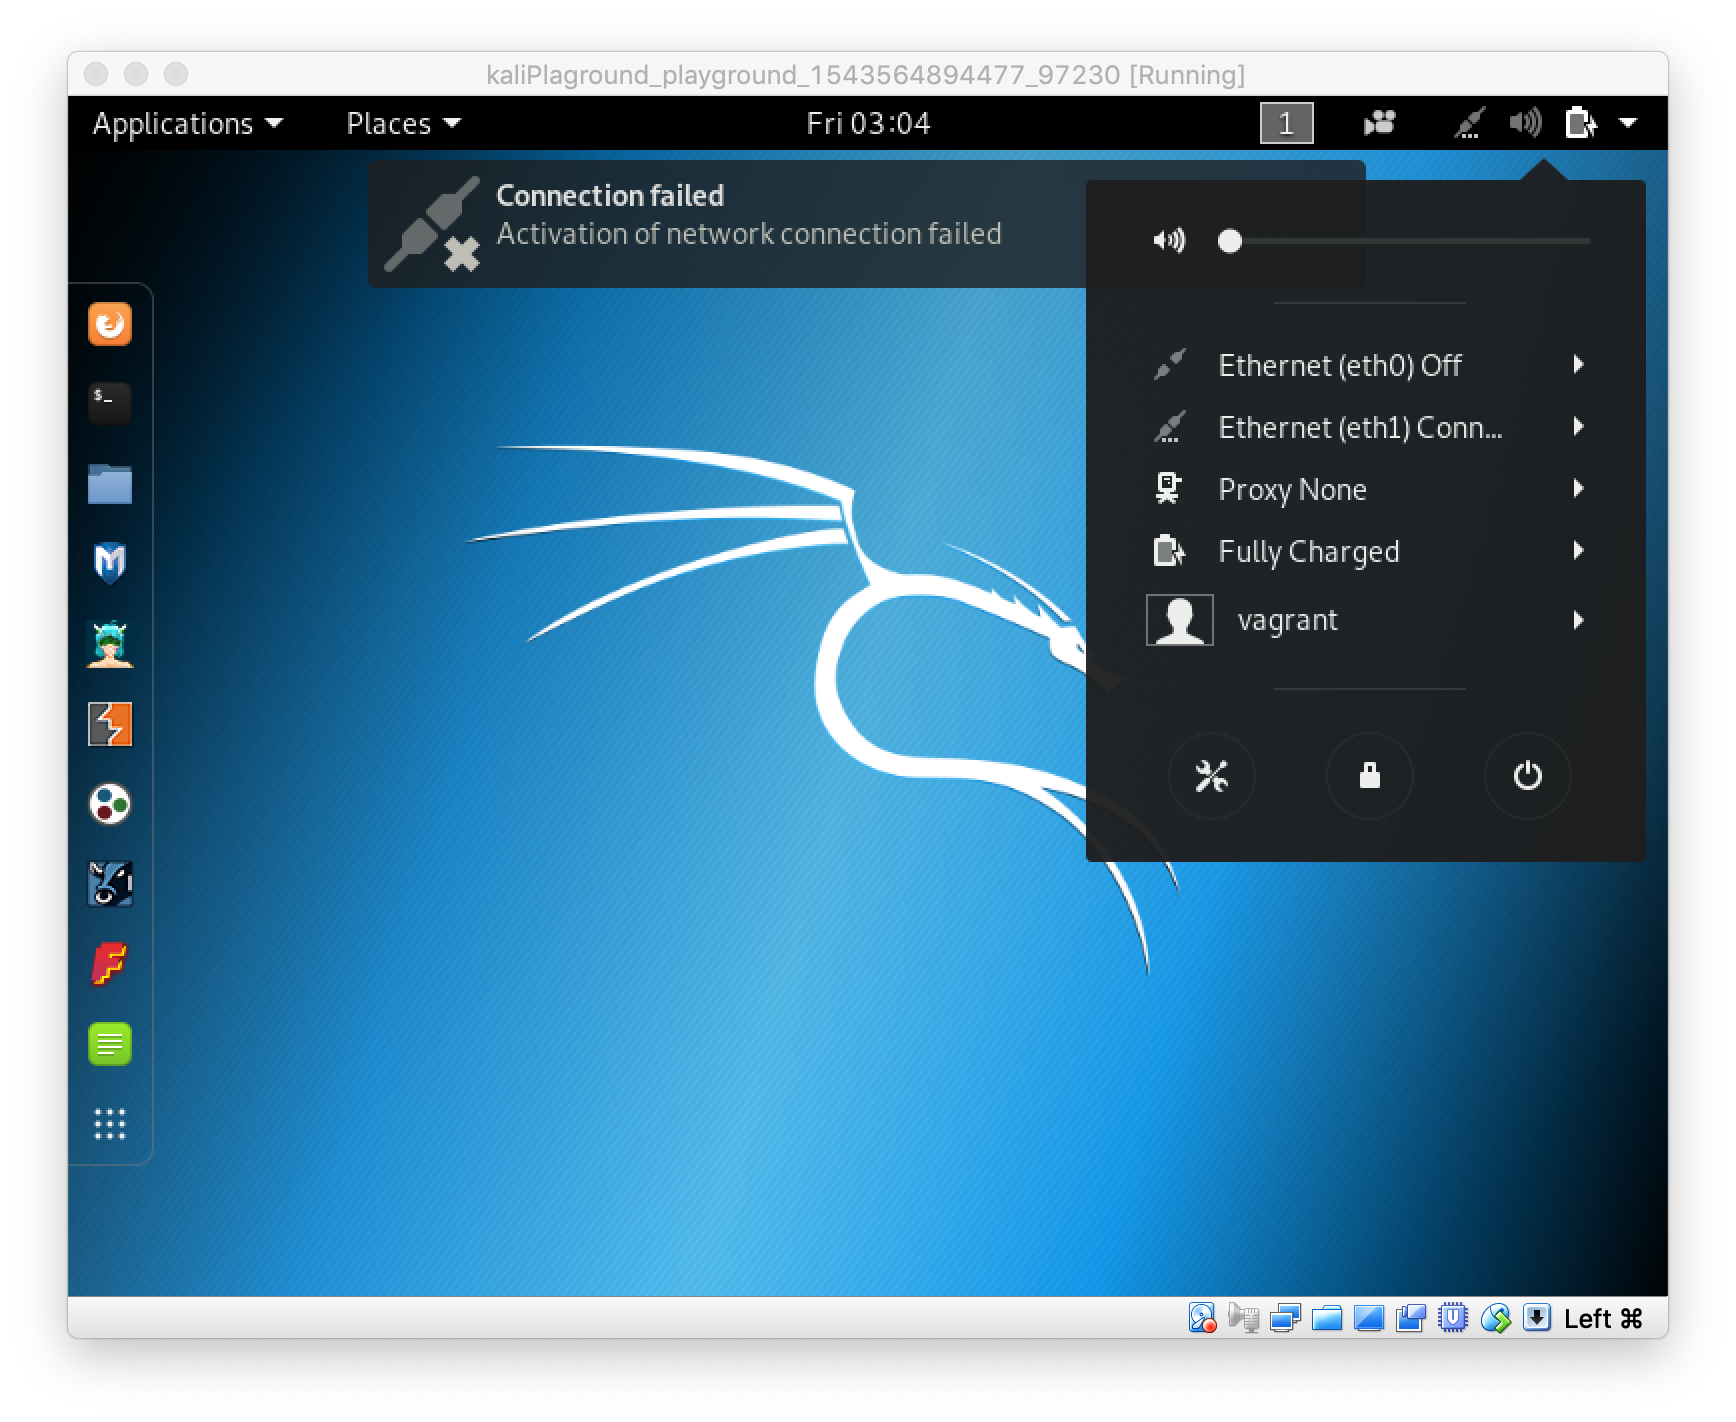 kaliPlaground_playground_1543564894477_97230 [Running]
Applications Places Fri 03:04 1
Connection failed
Activation of network connection failed
Ethernet (eth0) Off
Ethernet (eth1) Conn...
Proxy None
Fully Charged
vagrant
$_
Left ⌘